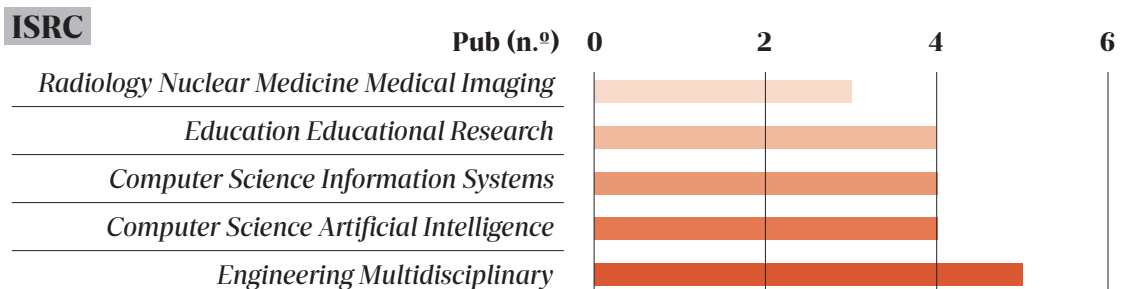 ISRC
Pub (n.º) 0 2 4 6
Radiology Nuclear Medicine Medical Imaging
Education Educational Research
Computer Science Information Systems
Computer Science Artificial Intelligence
Engineering Multidisciplinary